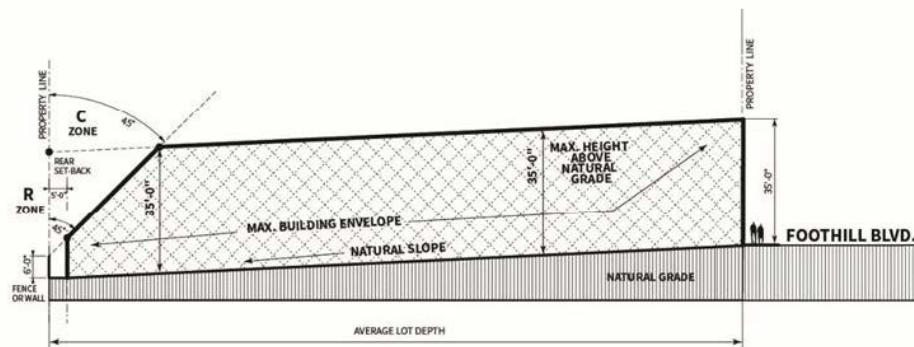 PROPERTY LINE
C
ZONE
45°
REAR
SET-BACK
5'-0"
R
ZONE
45°
6'-0"
FENCE
OR WALL
35'-0"
MAX. BUILDING ENVELOPE
NATURAL SLOPE
35'-0"
MAX. HEIGHT
ABOVE
NATURAL
GRADE
PROPERTY LINE
35'-0"
FOOTHILL BLVD.
NATURAL GRADE
AVERAGE LOT DEPTH